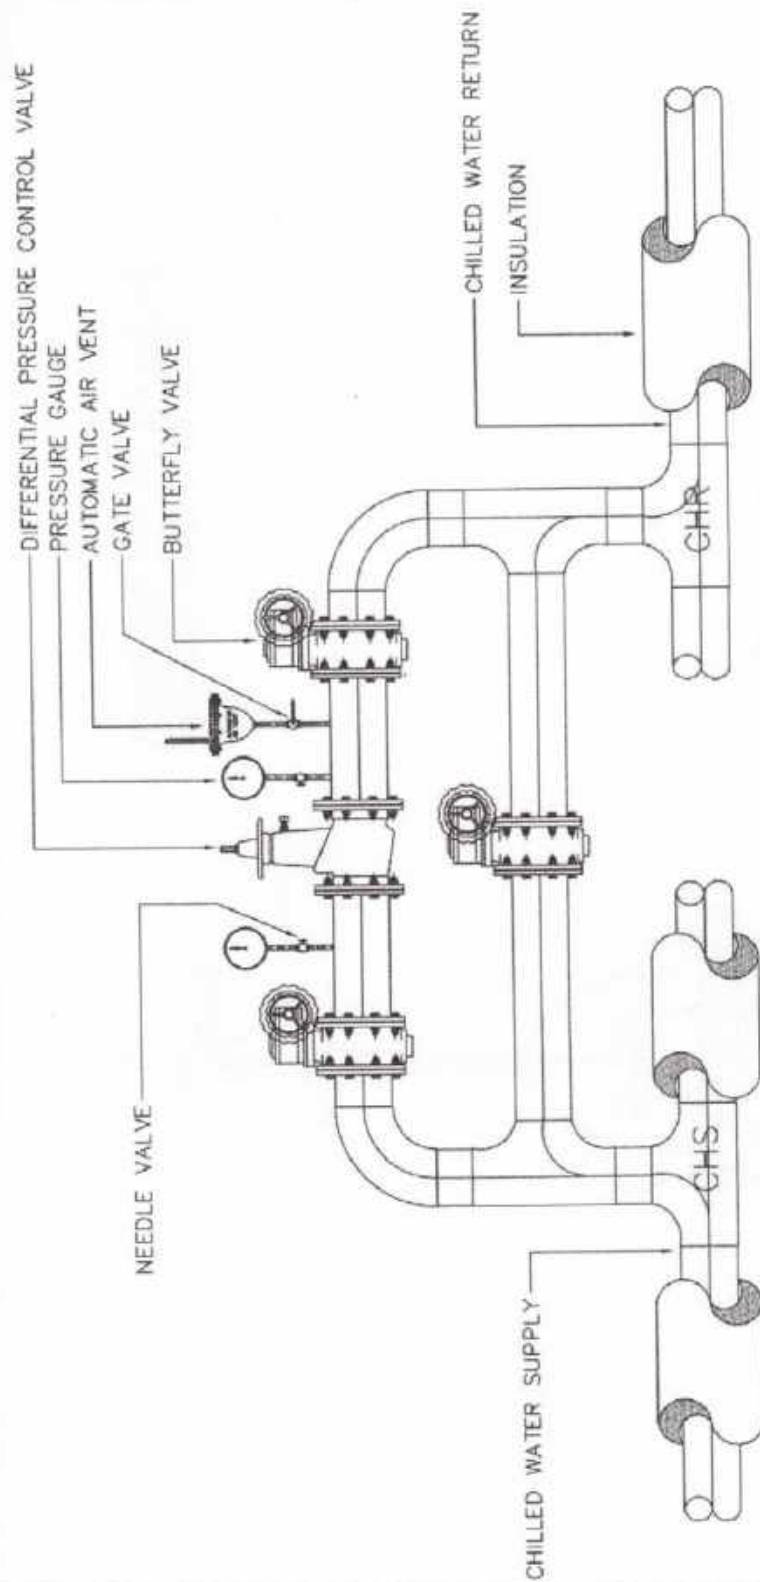 DIFFERENTIAL PRESSURE CONTROL VALVE
PRESSURE GAUGE
AUTOMATIC AIR VENT
GATE VALVE
BUTTERFLY VALVE
NEEDLE VALVE
CHILLED WATER RETURN
INSULATION
CHR
CHS
CHILLED WATER SUPPLY